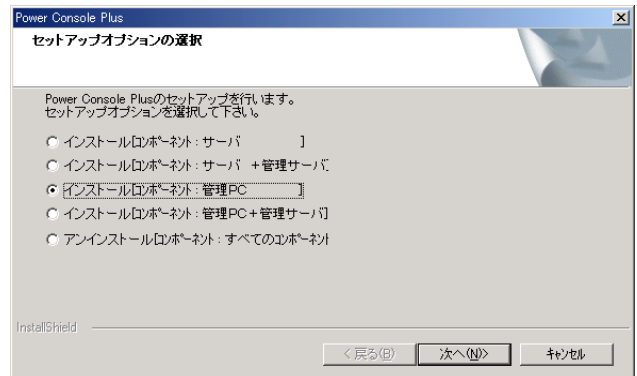 Power Console Plus
セットアップオプションの選択
Power Console Plusのセットアップを行います。
セットアップオプションを選択して下さい。
インストール[ｺﾝﾎﾟｰﾈﾝﾄ : サーバ ]
インストール[ｺﾝﾎﾟｰﾈﾝﾄ : サーバ +管理サーバ]
インストール[ｺﾝﾎﾟｰﾈﾝﾄ : 管理PC ]
インストール[ｺﾝﾎﾟｰﾈﾝﾄ : 管理PC+管理サーバ]
アンインストール[ｺﾝﾎﾟｰﾈﾝﾄ : すべてのｺﾝﾎﾟｰﾈﾝﾄ
InstallShield
< 戻る(B) 次へ(N)> ｷｬﾝｾﾙ